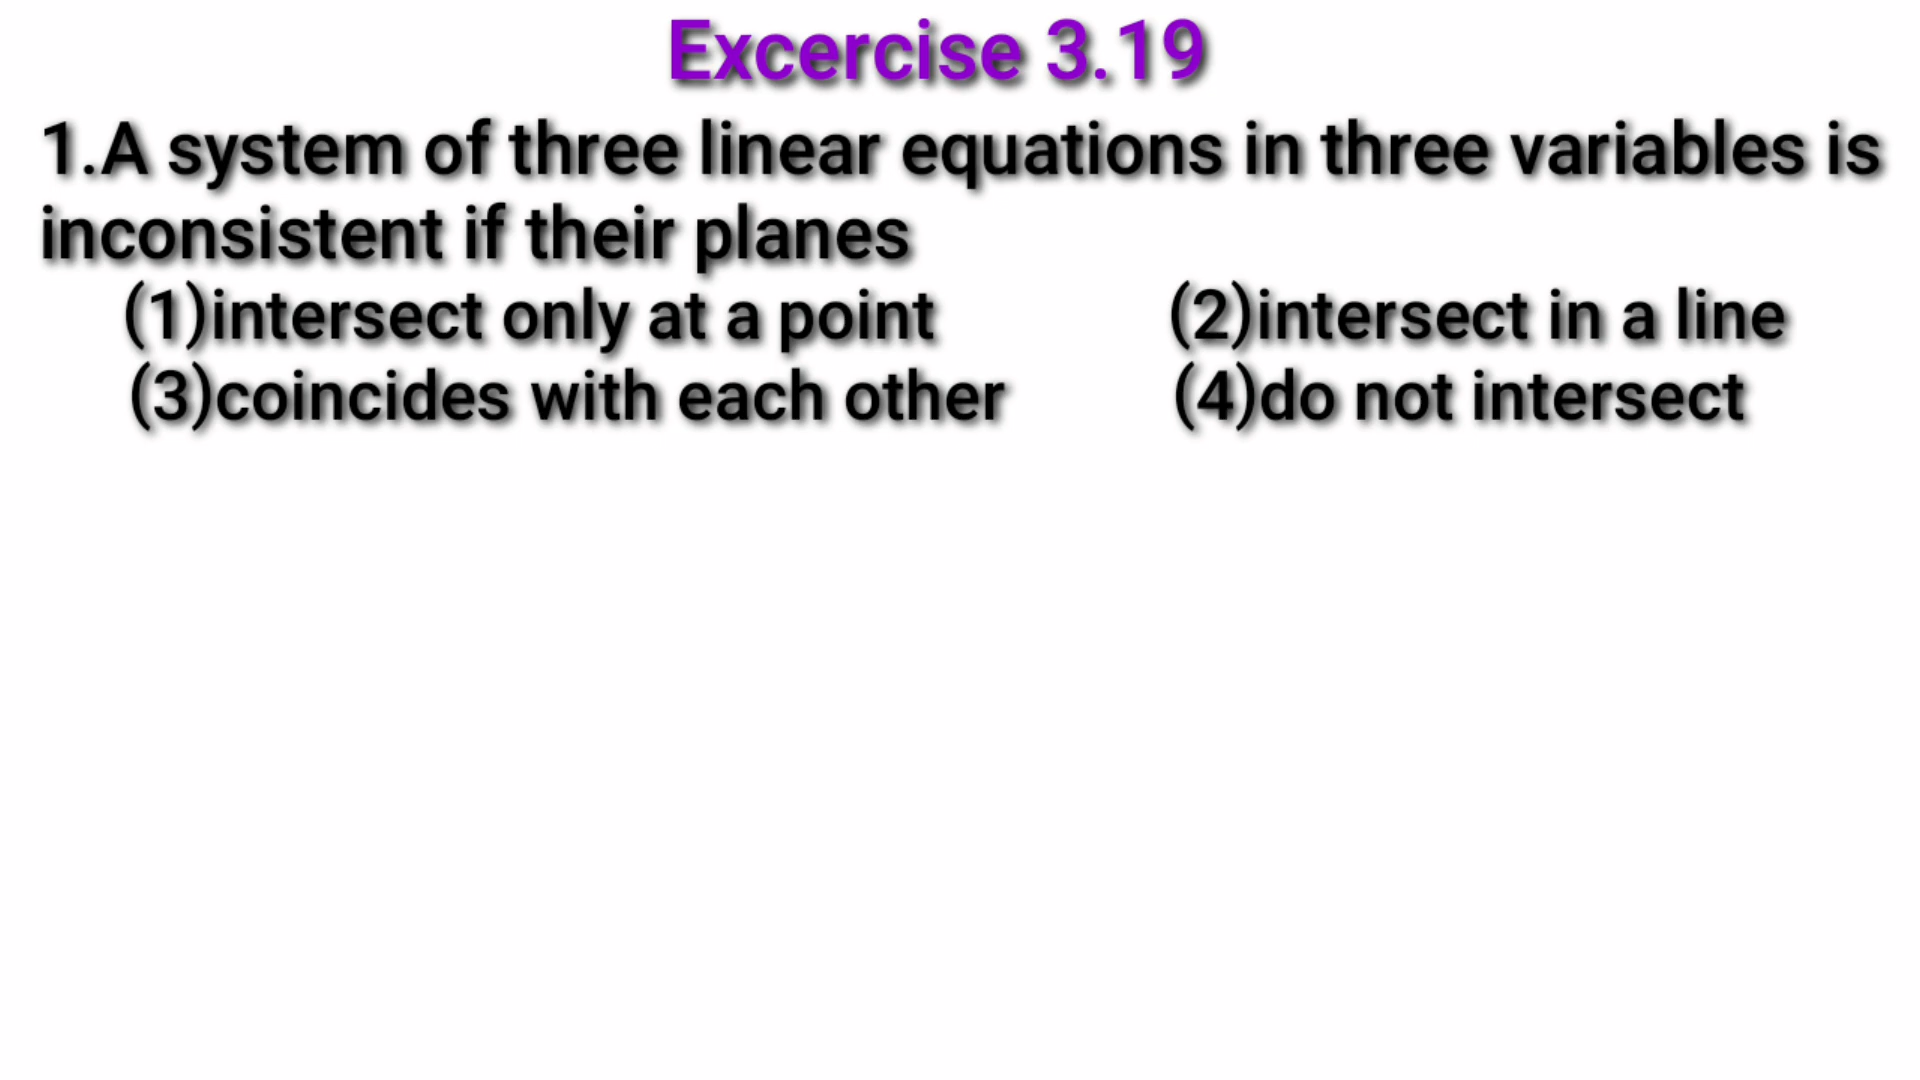 Excercise 3.19
1.A system of three linear equations in three variables is
inconsistent if their planes
(1)intersect only at a point (2)intersect in a line
(3)coincides with each other (4)do not intersect